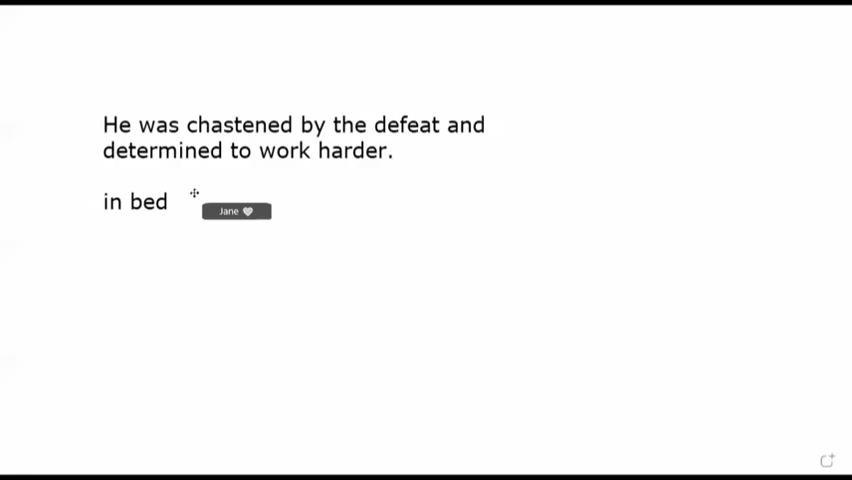 He was chastened by the defeat and
determined to work harder.
in bed
Jane